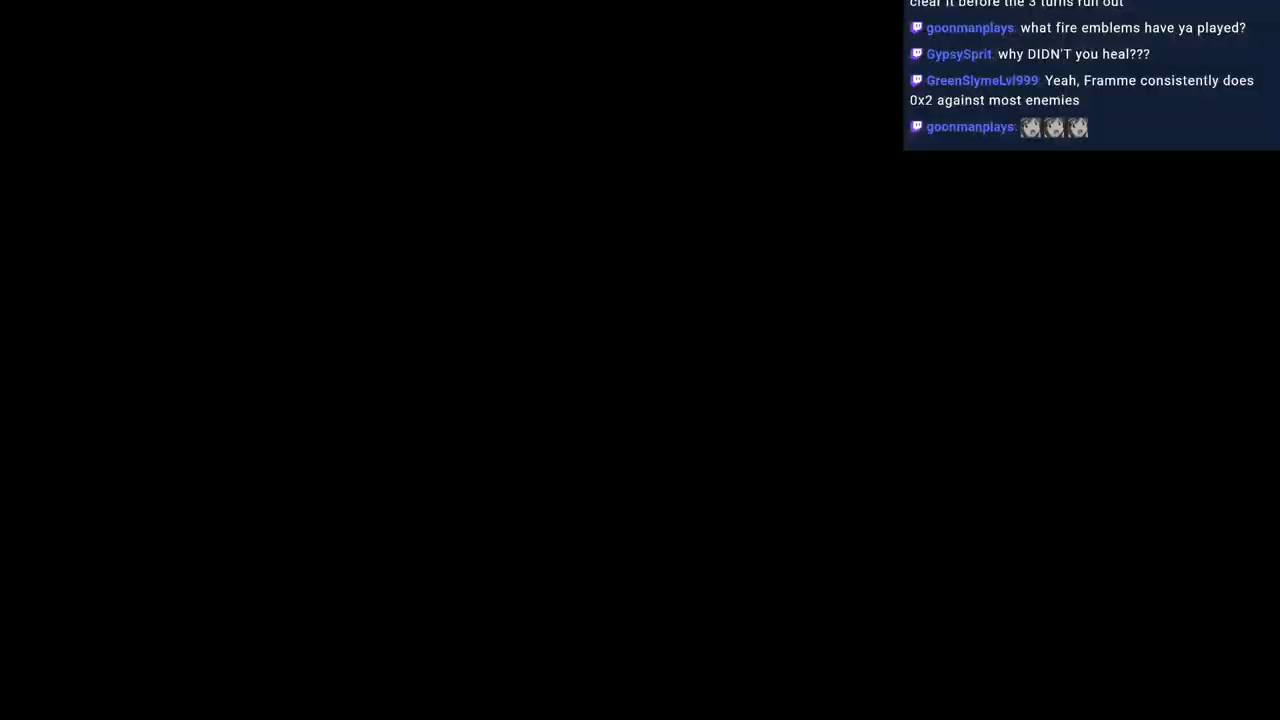 clear it before the 3 turns run out
goonmanplays: what fire emblems have ya played?
GypsySprit: why DIDN'T you heal???
GreenSlymeLvl999: Yeah, Framme consistently does
0x2 against most enemies
goonmanplays: